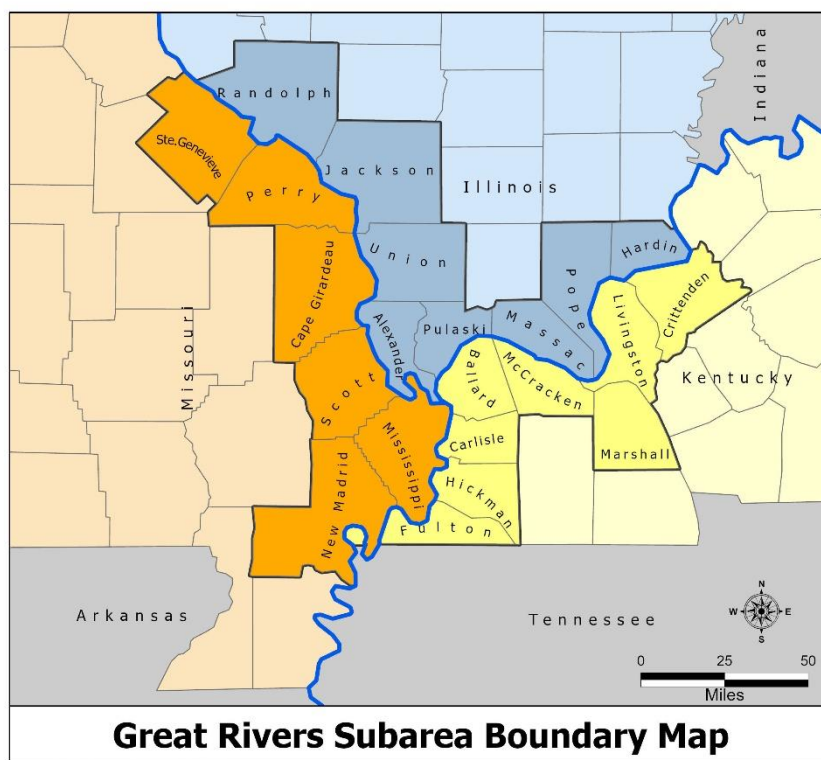 Indiana
Randolph
Ste.Genevieve
Jackson
Illinois
Perry
Union
Hardin
Cape Girardeau
Pope
Crittenden
Livingston
Missouri
Alexander
Pulaski
Massac
Ballard
McCracken
Kentucky
Scott
Mississippi
Carlisle
Marshall
New Madrid
Hickman
Fulton
Arkansas
Tennessee
N
W
E
S
0 25 50
Miles
Great Rivers Subarea Boundary Map